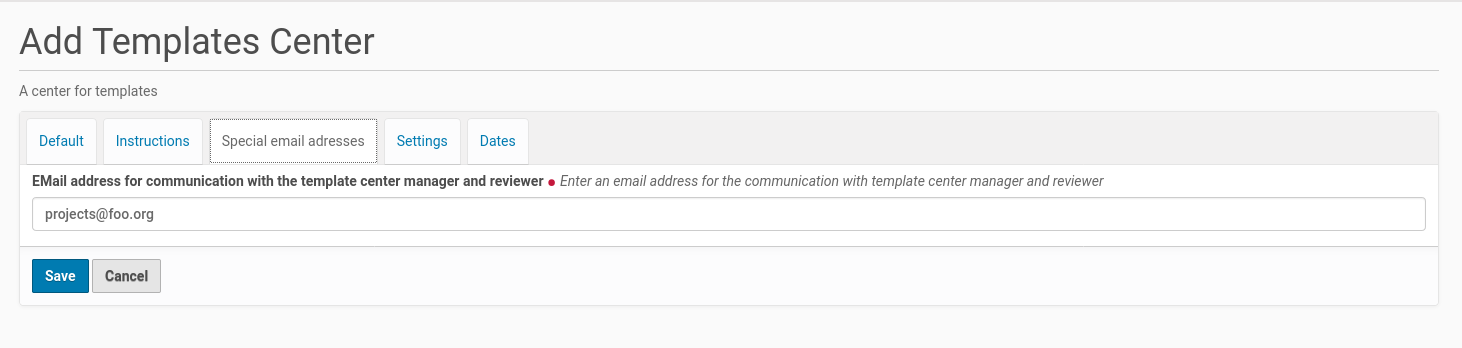 Add Templates Center
A center for templates
Default Instructions Special email adresses Settings Dates
EMail address for communication with the template center manager and reviewer Enter an email address for the communication with template center manager and reviewer
projects@foo.org
Save Cancel